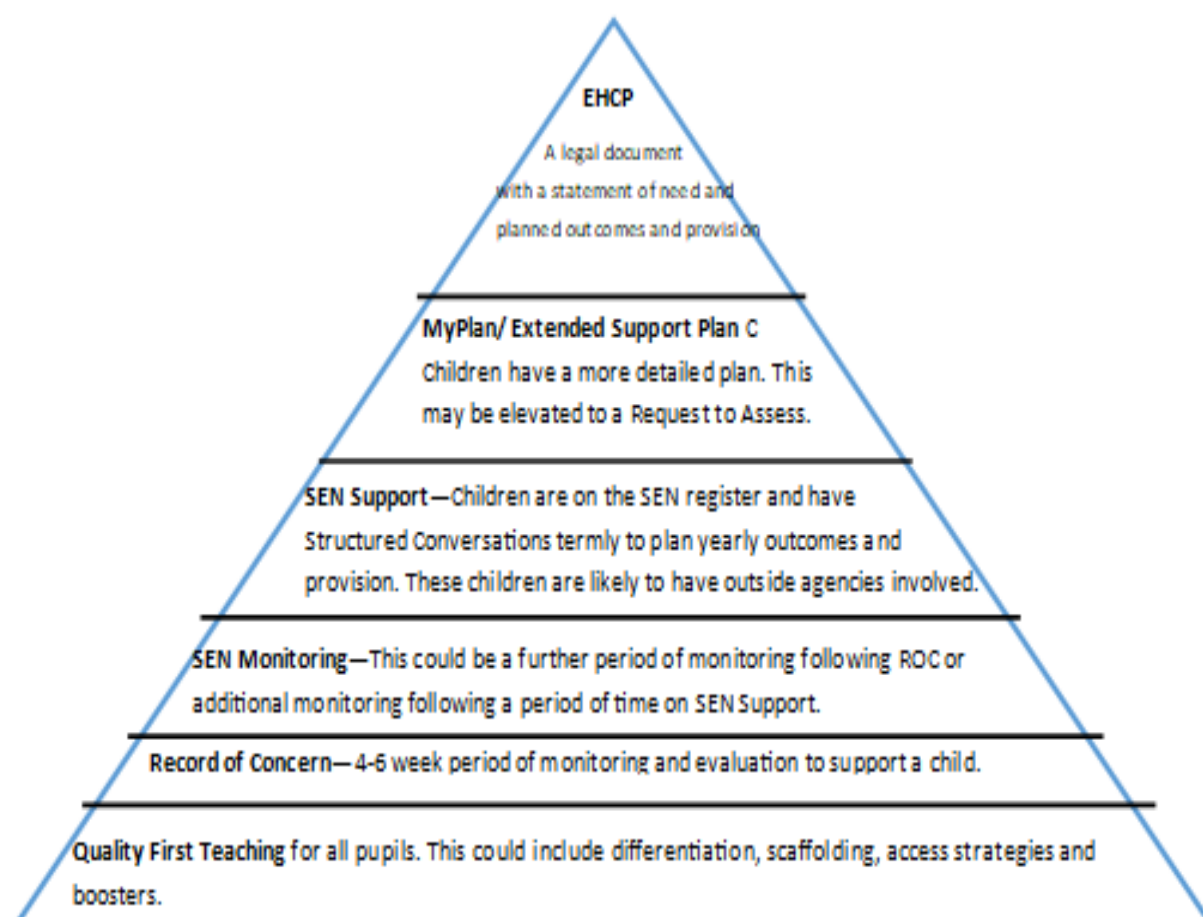 EHCP
A legal document
with a statement of need and
planned outcomes and provision
MyPlan/ Extended Support Plan C
Children have a more detailed plan. This
may be elevated to a Request to Assess.
SEN Support—Children are on the SEN register and have
Structured Conversations termly to plan yearly outcomes and
provision. These children are likely to have outside agencies involved.
SEN Monitoring—This could be a further period of monitoring following ROC or
additional monitoring following a period of time on SEN Support.
Record of Concern—4-6 week period of monitoring and evaluation to support a child.
Quality First Teaching for all pupils. This could include differentiation, scaffolding, access strategies and
boosters.